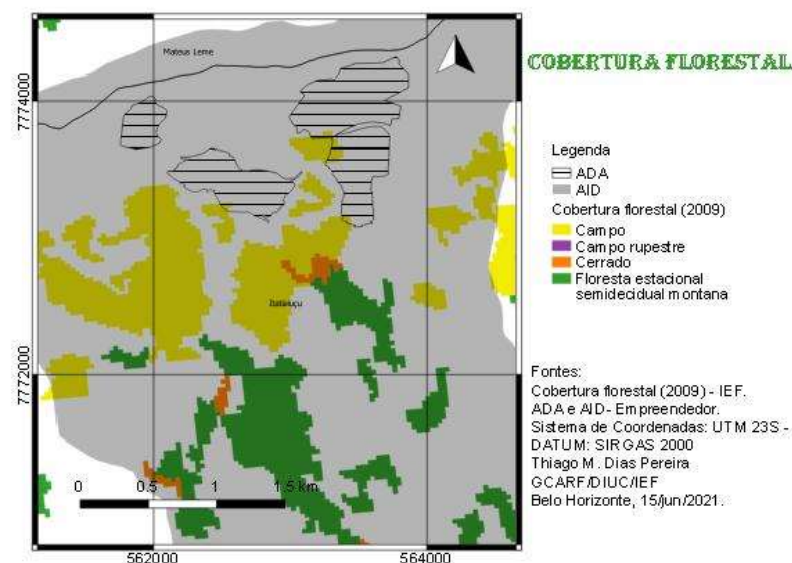 COBERTURA FLORESTAL
Mateus Leme
7774000
Itatiaiuçu
7772000
0 0.5 1 1.5 km
562000 564000
Legenda
ADA
AID
Cobertura florestal (2009)
Campo
Campo rupestre
Cerrado
Floresta estacional
semidecidual montana
Fontes:
Cobertura florestal (2009) - IEF.
ADA e AID- Empreendedor.
Sistema de Coordenadas: UTM 23S -
DATUM: SIRGAS 2000
Thiago M. Dias Pereira
GCARF/DIUC/IEF
Belo Horizonte, 15/jun/2021.